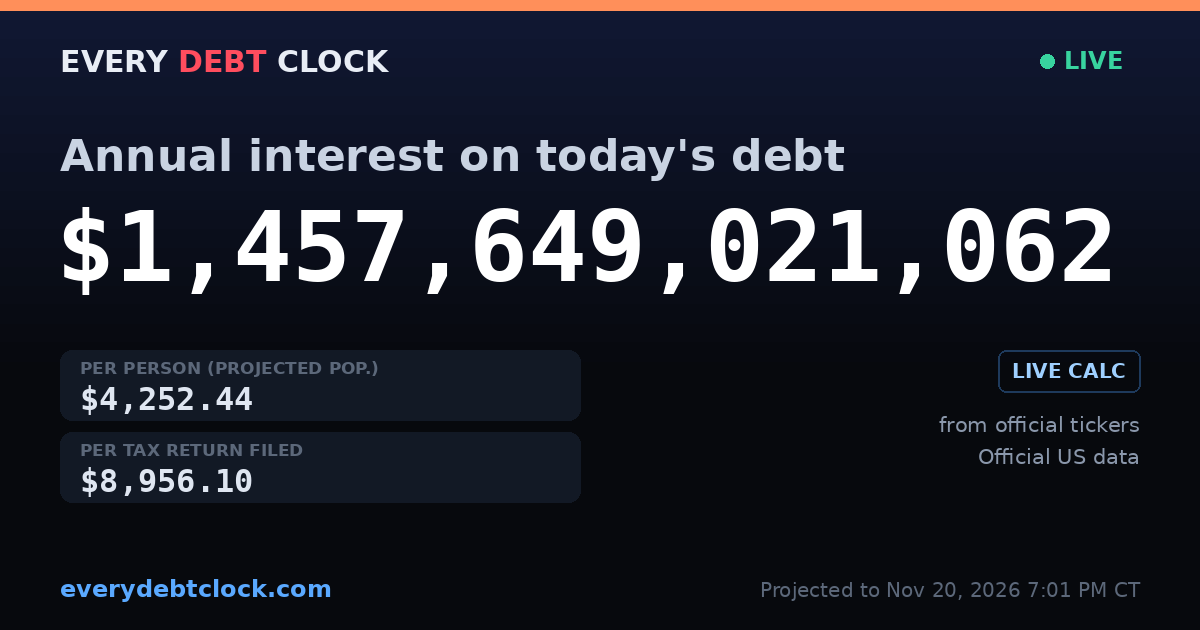 EVERY DEBT CLOCK
LIVE
Annual interest on today's debt
$1,457,649,021,062
PER PERSON (PROJECTED POP.)
$4,252.44
PER TAX RETURN FILED
$8,956.10
LIVE CALC
from official tickers
Official US data
everydebtclock.com
Projected to Nov 20, 2026 7:01 PM CT